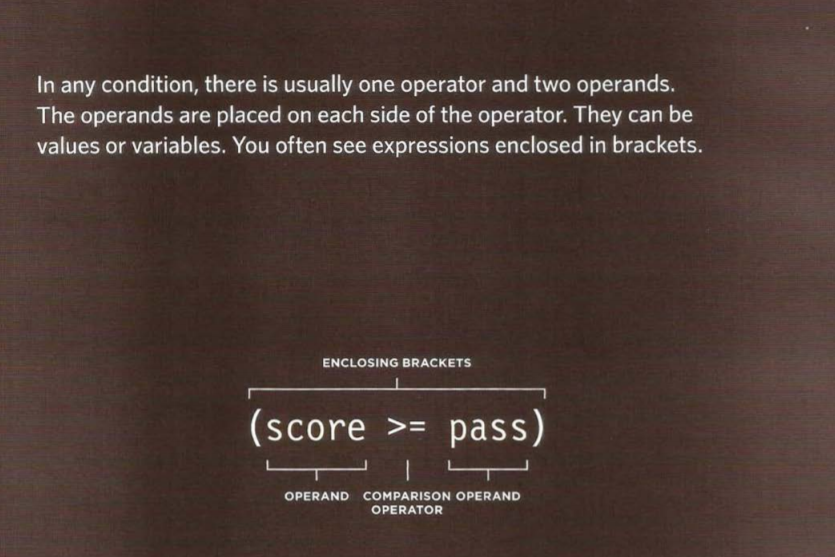 In any condition, there is usually one operator and two operands.
The operands are placed on each side of the operator. They can be
values or variables. You often see expressions enclosed in brackets.
ENCLOSING BRACKETS
(score >= pass)
OPERAND COMPARISON OPERAND
OPERATOR